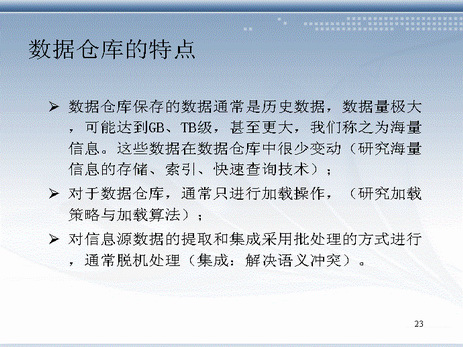 数据仓库的特点
➢ 数据仓库保存的数据通常是历史数据，数据量极大
，可能达到GB、TB级，甚至更大，我们称之为海量
信息。这些数据在数据仓库中很少变动（研究海量
信息的存储、索引、快速查询技术）；
➢ 对于数据仓库，通常只进行加载操作，（研究加载
策略与加载算法）；
➢ 对信息源数据的提取和集成采用批处理的方式进行
，通常脱机处理（集成：解决语义冲突）。
23